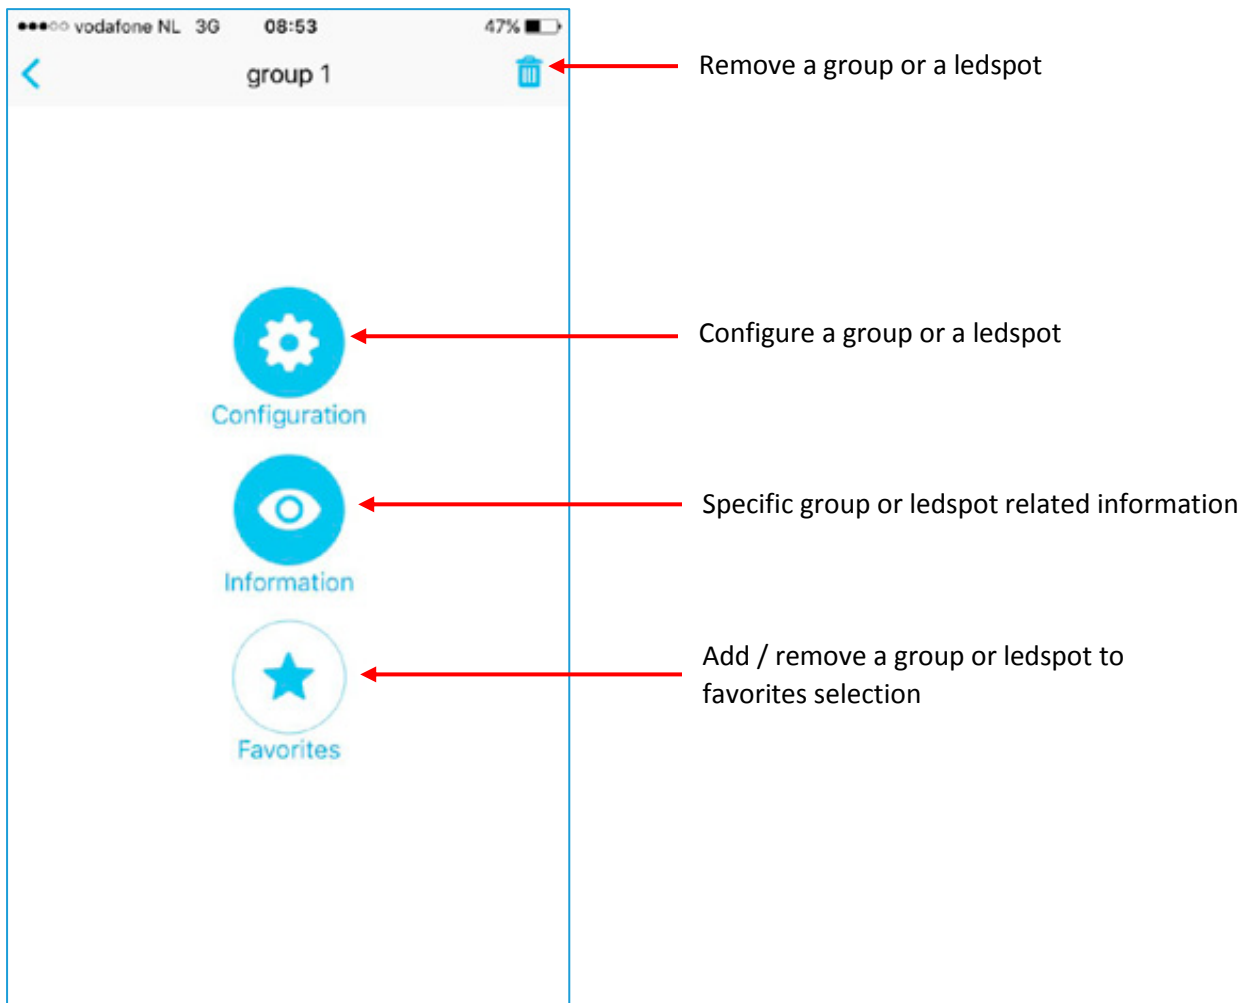 vodafone NL 3G 08:53 47%
group 1
Remove a group or a ledspot
Configure a group or a ledspot
Configuration
Specific group or ledspot related information
Information
Add / remove a group or ledspot to
favorites selection
Favorites